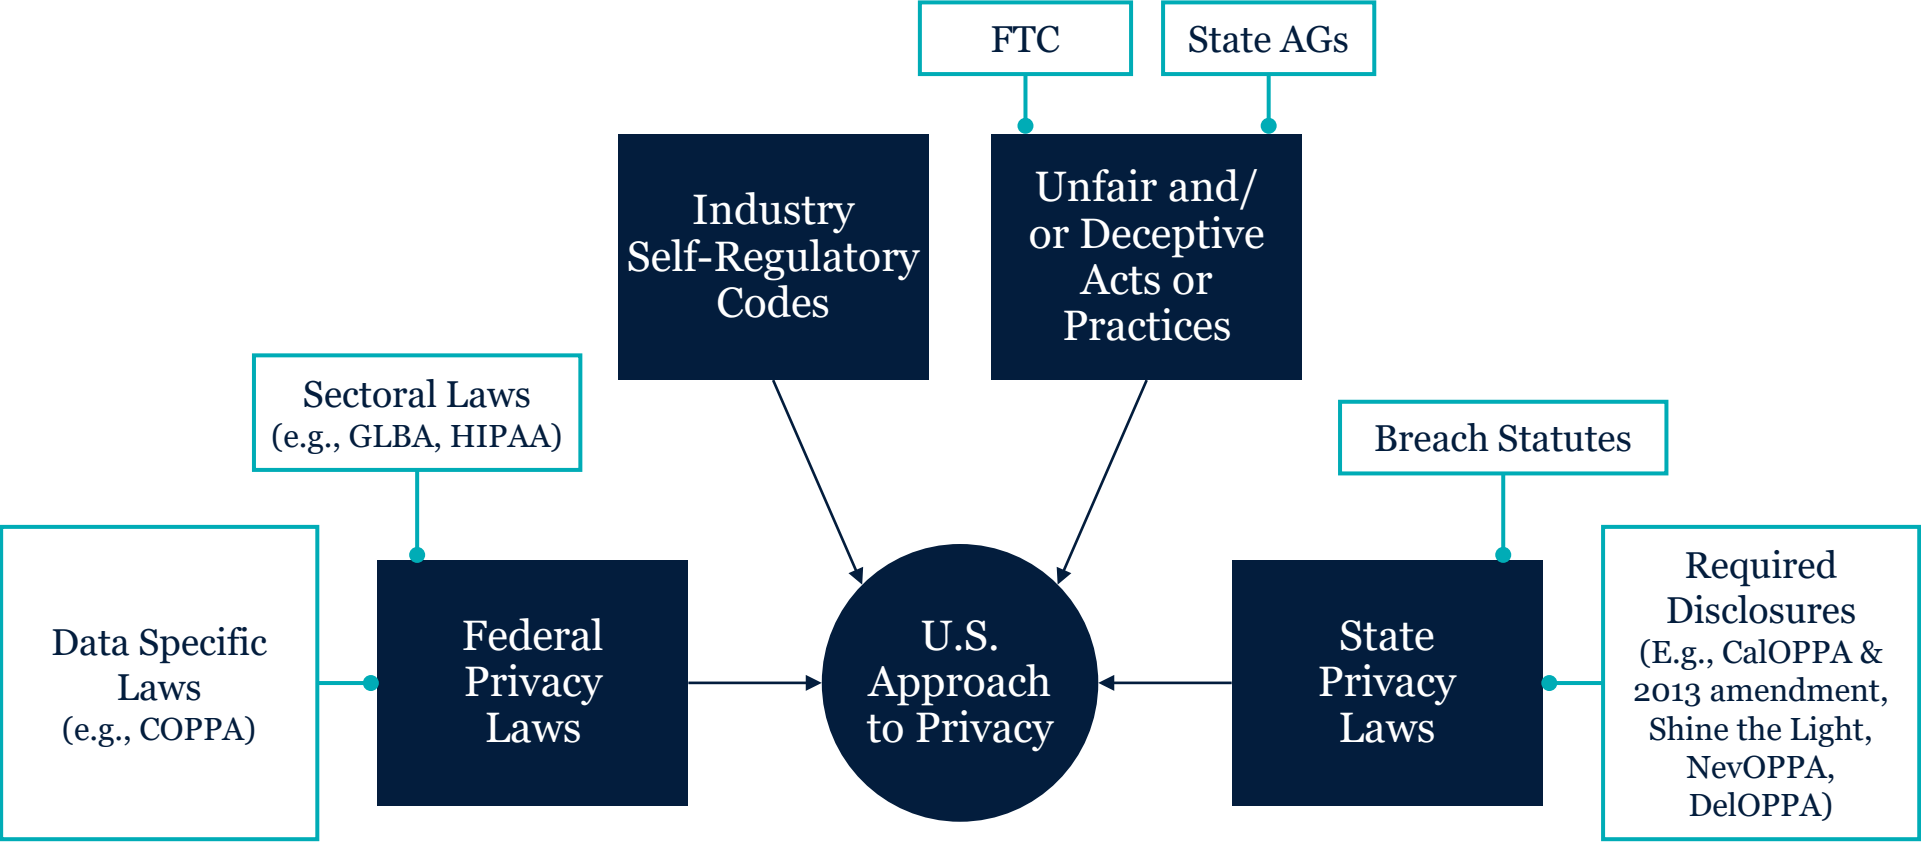 FTC
State AGs
Industry
Self-Regulatory
Codes
Unfair and/
or Deceptive
Acts or
Practices
Sectoral Laws
(e.g., GLBA, HIPAA)
Breach Statutes
Data Specific
Laws
(e.g., COPPA)
Federal
Privacy
Laws
U.S.
Approach
to Privacy
State
Privacy
Laws
Required
Disclosures
(E.g., CalOPPA &
2013 amendment,
Shine the Light,
NevOPPA,
DelOPPA)